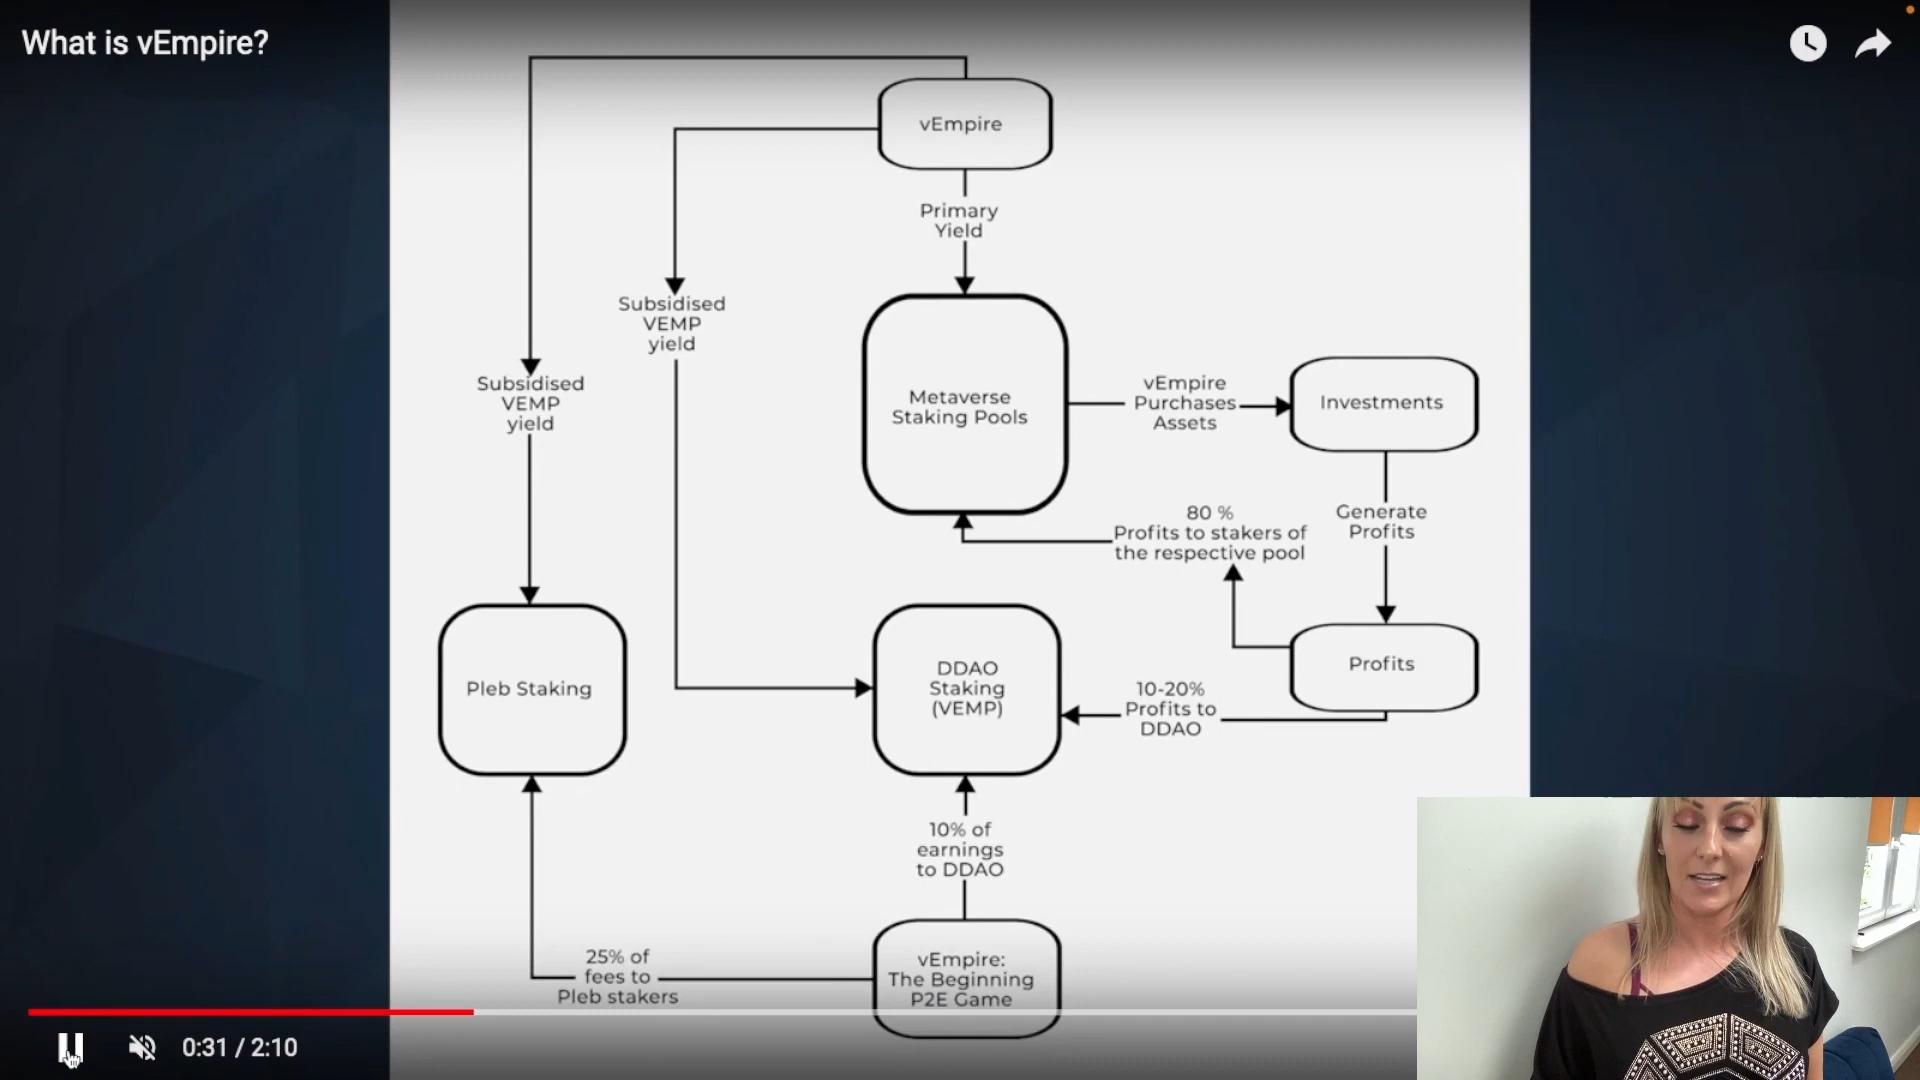 What is vEmpire?
vEmpire
Primary
Yield
Subsidised
VEMP
yield
Subsidised
VEMP
yield
Metaverse
Staking Pools
vEmpire
Purchases
Assets
Investments
80 %
Profits to stakers of
the respective pool
Generate
Profits
Pleb Staking
DDAO
Staking
(VEMP)
10-20%
Profits to
DDAO
Profits
10% of
earnings
to DDAO
25% of
fees to
Pleb stakers
vEmpire:
The Beginning
P2E Game
0:31 / 2:10